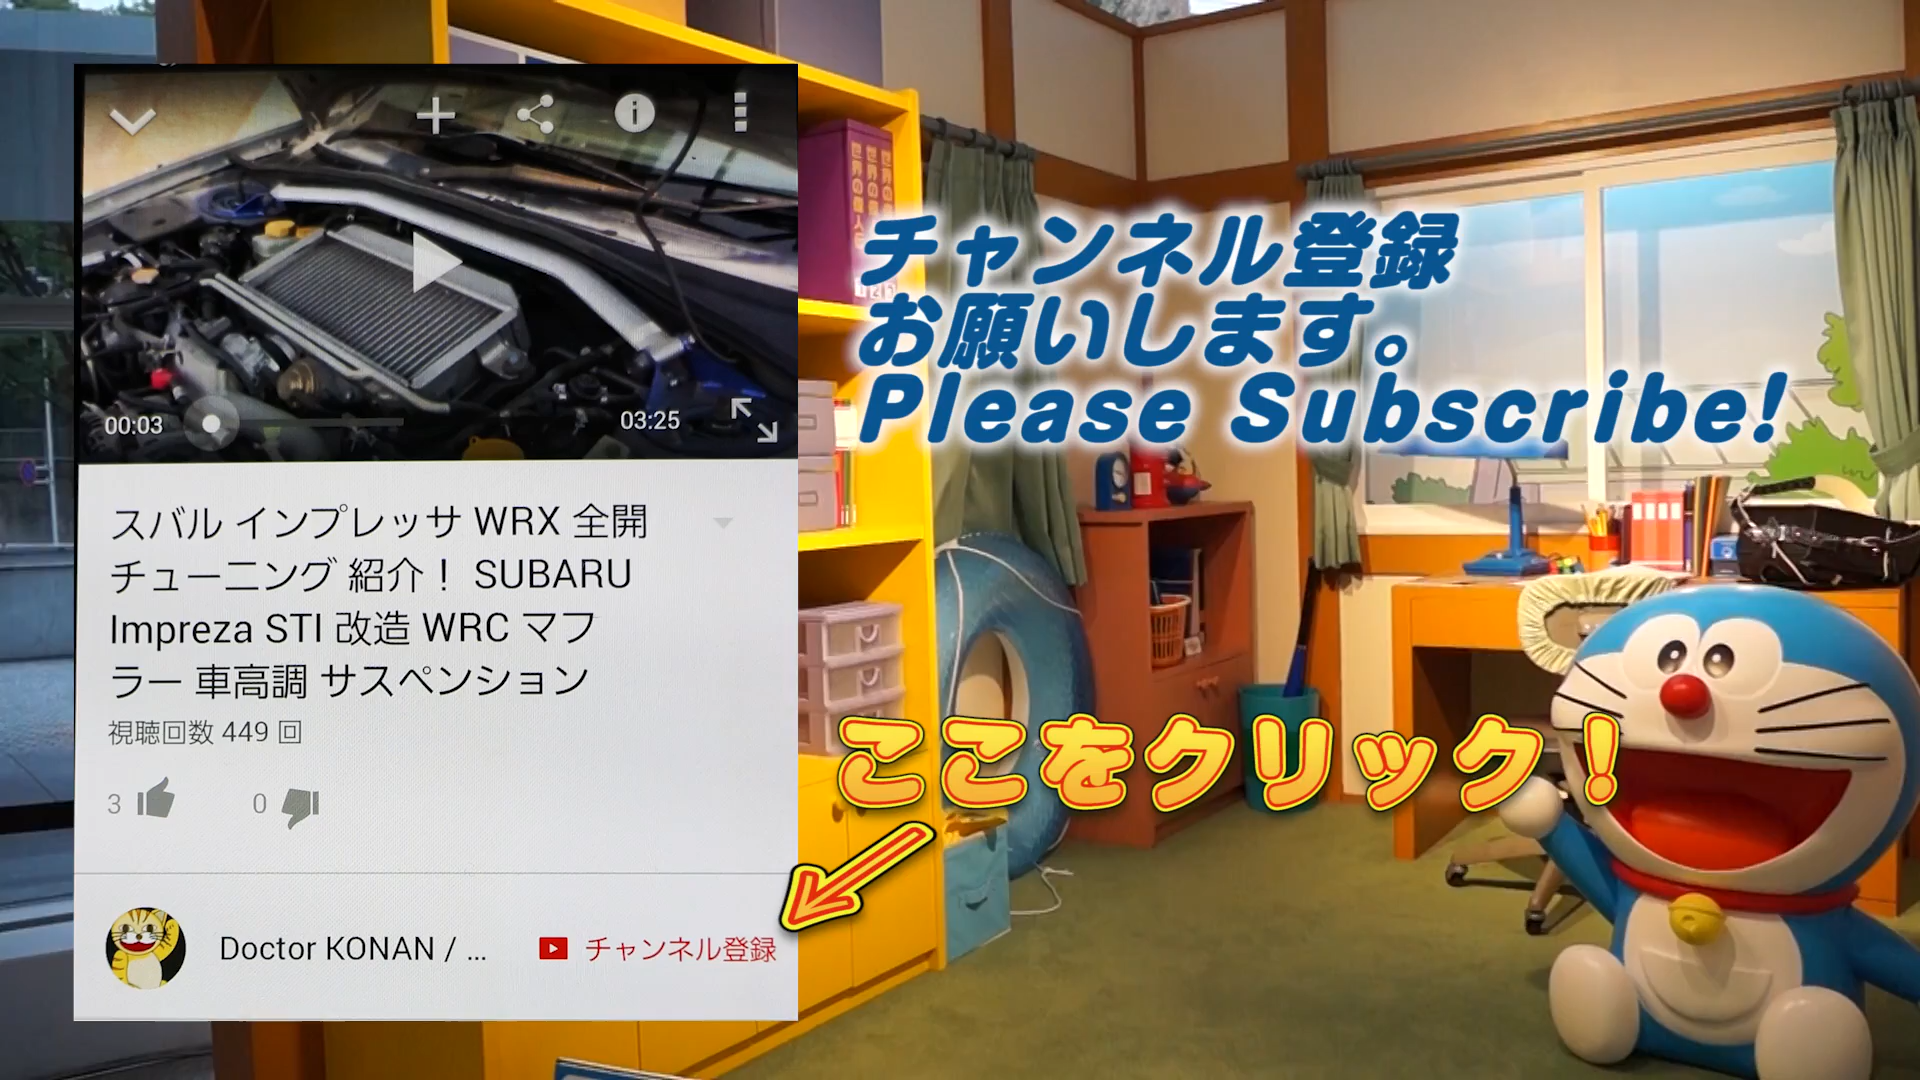 00:03
03:25
スバル インプレッサ WRX 全開
チューニング 紹介！ SUBARU
Impreza STI 改造 WRC マフ
ラー 車高調 サスペンション
視聴回数 449 回
3
0
Doctor KONAN / ...
チャンネル登録
チャンネル登録
お願いします。
Please Subscribe!
ここをクリック！